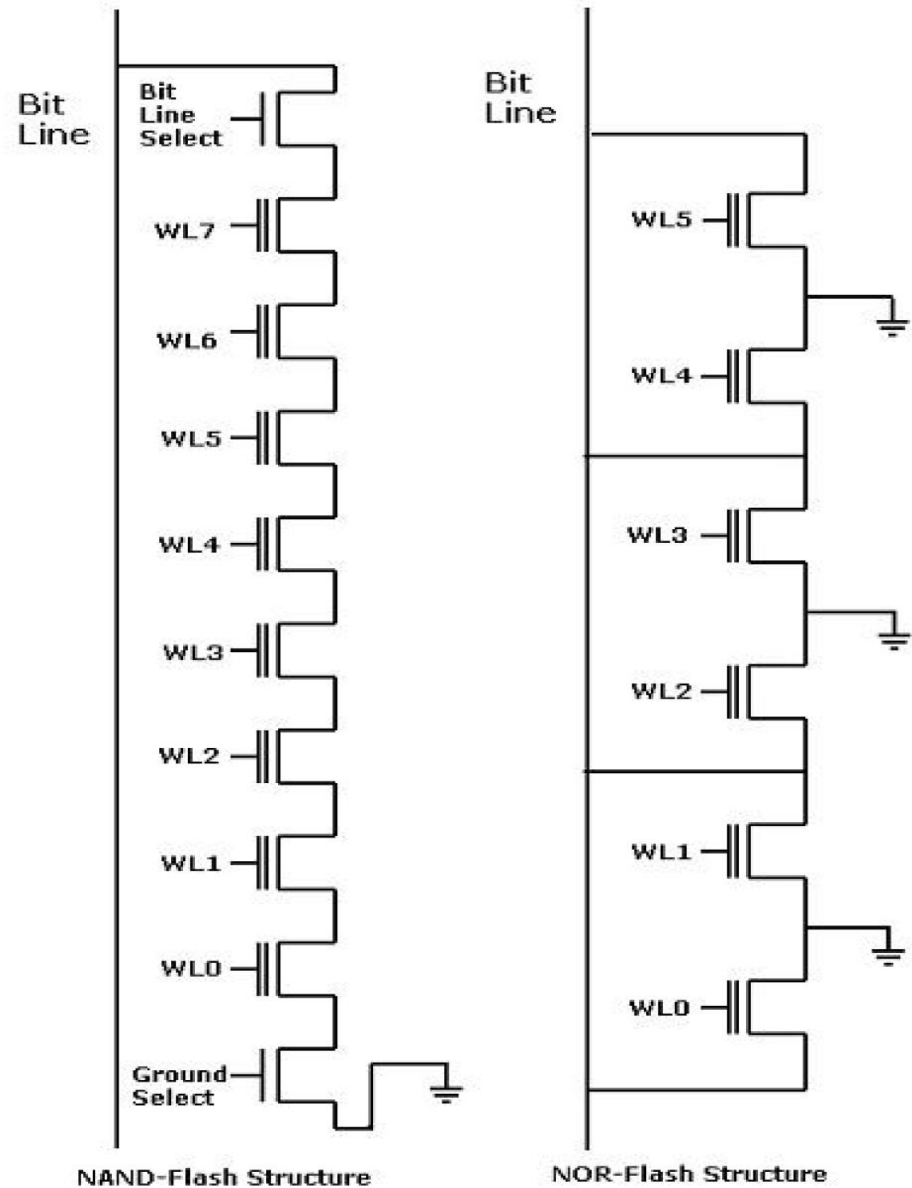 Bit
Line
Bit
Line
Select
WL7
WL6
WL5
WL4
WL3
WL2
WL1
WL0
Ground
Select
NAND-Flash Structure
Bit
Line
WL5
WL4
WL3
WL2
WL1
WL0
NOR-Flash Structure